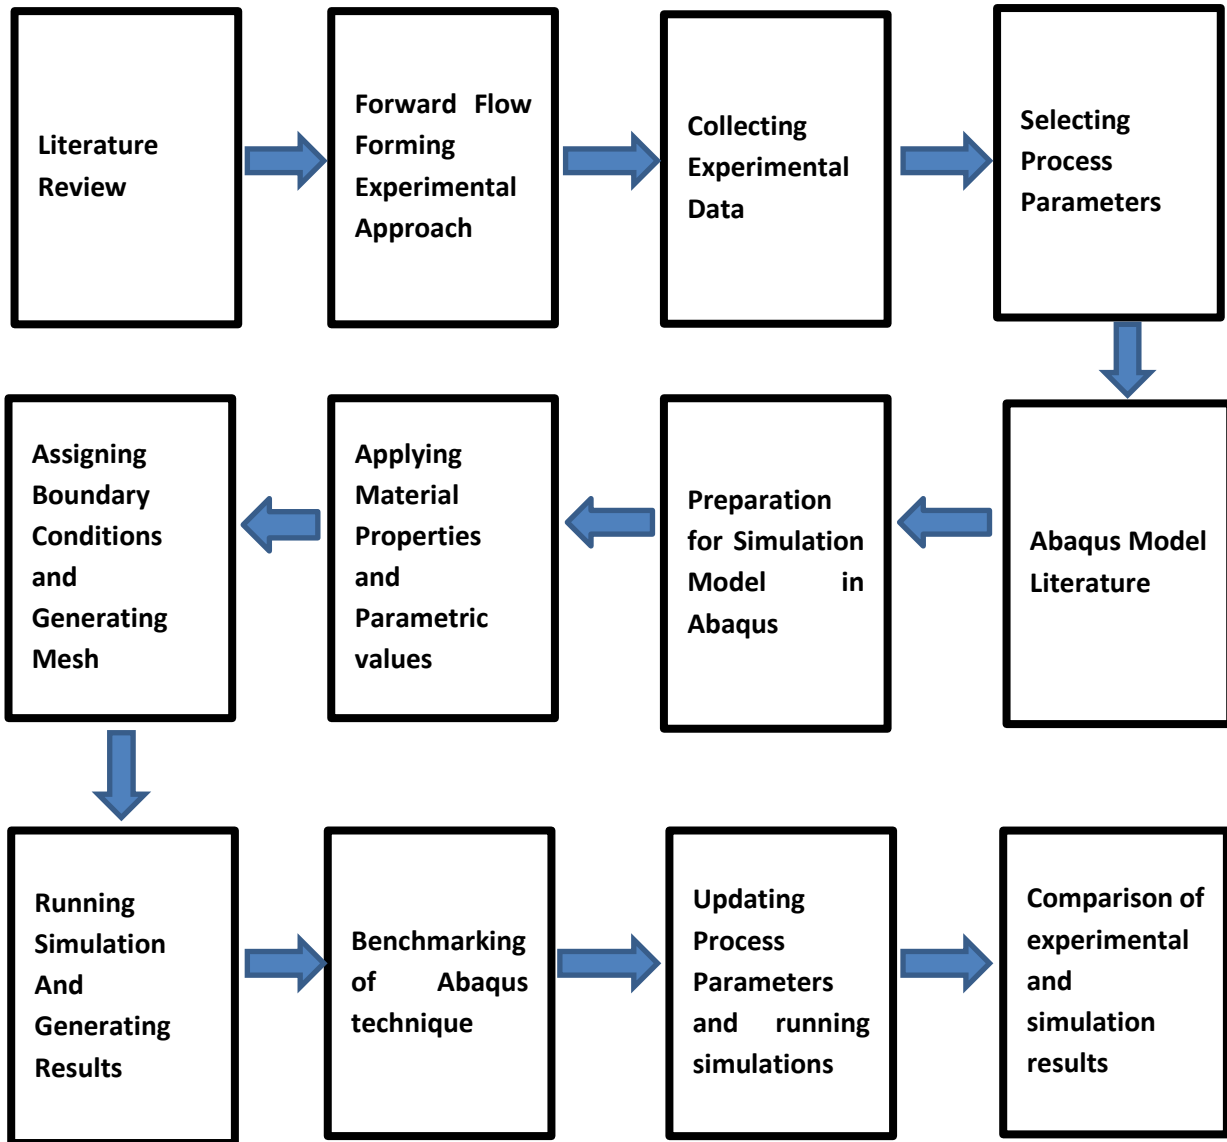 Literature
Review
Forward Flow
Forming
Experimental
Approach
Collecting
Experimental
Data
Selecting
Process
Parameters
Abaqus Model
Literature
Preparation
for Simulation
Model in
Abaqus
Applying
Material
Properties
and
Parametric
values
Assigning
Boundary
Conditions
and
Generating
Mesh
Running
Simulation
And
Generating
Results
Benchmarking
of Abaqus
technique
Updating
Process
Parameters
and running
simulations
Comparison of
experimental
and
simulation
results